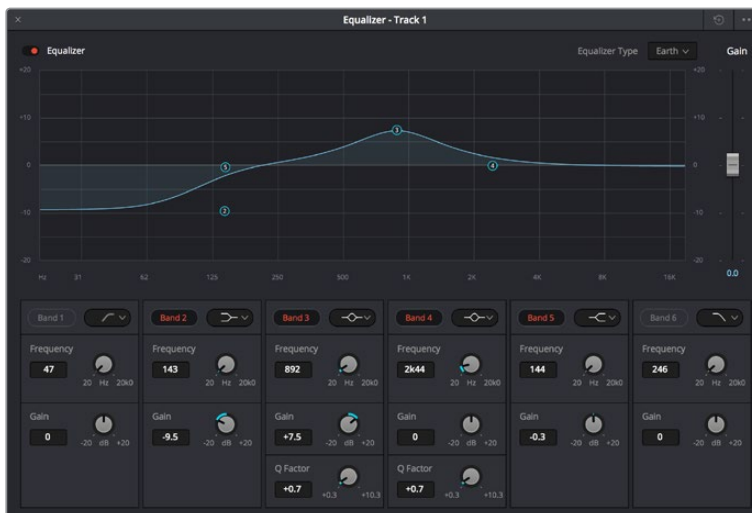 Equalizer - Track 1
Equalizer
Equalizer Type Earth Gain
+20 +20
+10 +10
0 0
-10 -10
-20 -20
3
5
4
2
Hz 31 62 125 250 500 1K 2K 4K 8K 16K
0.0
Band 1 Band 2 Band 3 Band 4 Band 5 Band 6
Frequency Frequency Frequency Frequency Frequency Frequency
47 143 892 2k44 144 246
20 Hz 20k0 20 Hz 20k0 20 Hz 20k0 20 Hz 20k0 20 Hz 20k0 20 Hz 20k0
Gain Gain Gain Gain Gain Gain
0 -9.5 +7.5 0 -0.3 0
-20 dB +20 -20 dB +20 -20 dB +20 -20 dB +20 -20 dB +20 -20 dB +20
Q Factor Q Factor
+0.7 +0.7
+0.3 +10.3 +0.3 +10.3